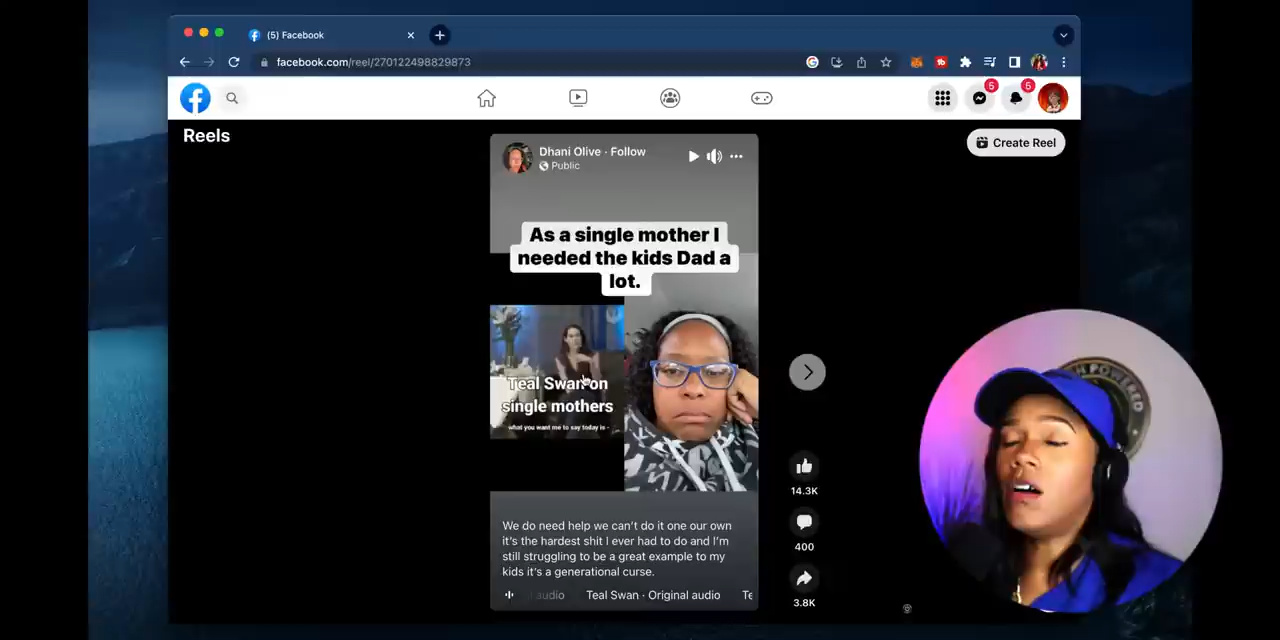 (5) Facebook
facebook.com/reel/270122498829873
5
5
Reels
Create Reel
Dhani Olive · Follow
Public
As a single mother I
needed the kids Dad a
lot.
Teal Swan on
single mothers
what you want me to say today is -
We do need help we can't do it one our own
it's the hardest shit I ever had to do and I'm
still struggling to be a great example to my
kids it's a generational curse.
audio Teal Swan · Original audio Te
14.3K
400
3.8K
POWERED